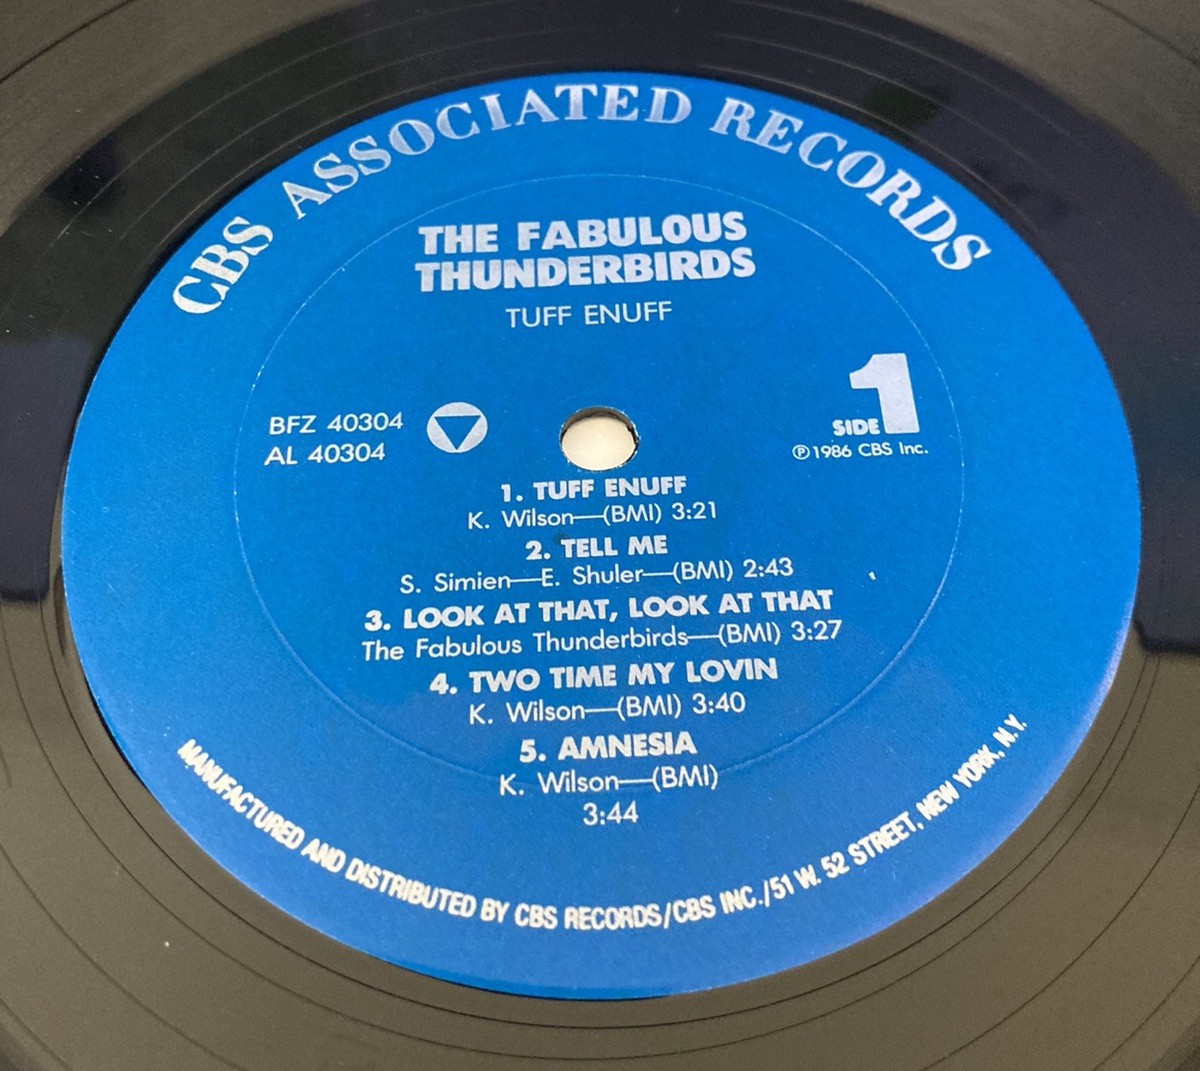 CBS ASSOCIATED RECORDS
THE FABULOUS
THUNDERBIRDS
TUFF ENUFF
BFZ 40304
AL 40304
SIDE 1
℗1986 CBS Inc.
1. TUFF ENUFF
K. Wilson—(BMI) 3:21
2. TELL ME
S. Simien—E. Shuler—(BMI) 2:43
3. LOOK AT THAT, LOOK AT THAT
The Fabulous Thunderbirds—(BMI) 3:27
4. TWO TIME MY LOVIN
K. Wilson—(BMI) 3:40
5. AMNESIA
K. Wilson—(BMI)
3:44
MANUFACTURED AND DISTRIBUTED BY CBS RECORDS/CBS INC./51 W. 52 STREET, NEW YORK, N.Y.